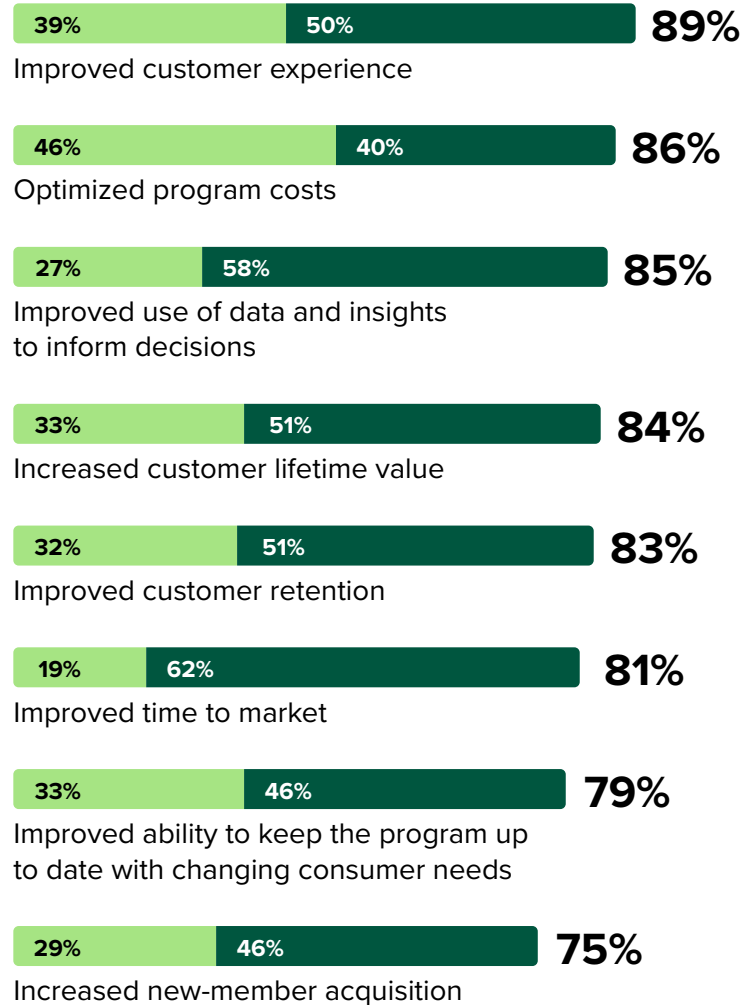 39% 50% 89%
Improved customer experience
46% 40% 86%
Optimized program costs
27% 58% 85%
Improved use of data and insights
to inform decisions
33% 51% 84%
Increased customer lifetime value
32% 51% 83%
Improved customer retention
19% 62% 81%
Improved time to market
33% 46% 79%
Improved ability to keep the program up
to date with changing consumer needs
29% 46% 75%
Increased new-member acquisition